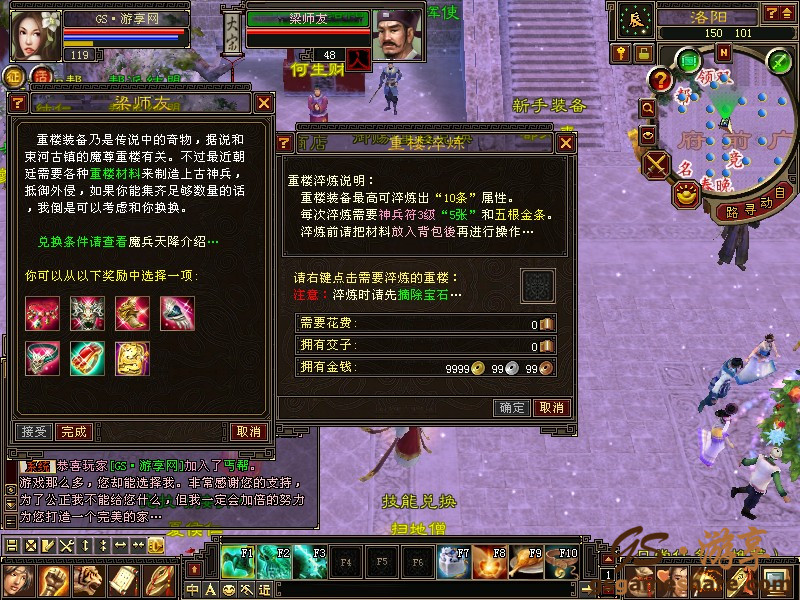 GS·游享网
119
大宋
梁师友
48
何生财
新手装备
洛阳
150 101
N
自动寻路
梁师友
重楼装备乃是传说中的奇物，据说和
束河古镇的魔尊重楼有关。不过最近朝
廷需要各种重楼材料来制造上古神兵，
抵御外侵，如果你能集齐足够数量的话
，我倒是可以考虑和你换换。
兑换条件请查看魔兵天降介绍…
你可以从以下奖励中选择一项:
接受 完成 取消
重楼淬炼
重楼淬炼说明：
重楼装备最高可淬炼出“10条”属性。
每次淬炼需要神兵符3级“5张”和五根金条。
淬炼前请把材料放入背包後再进行操作…
请右键点击需要淬炼的重楼：
注意：淬炼时请先摘除宝石…
需要花费: 0
拥有交子: 0
拥有金钱: 9999 99 99
确定 取消
恭喜玩家[GS·游享网]加入了丐帮。
游戏那么多，您却能选择我。非常感谢您的支持，
为了公正我不能给您什么，但我一定会加倍的努力
为您打造一个完美的家…
技能兑换
扫地僧
F1 F2 F3 F4 F5 F6 F7 F8 F9 F10
中 A 近
1
GS 游享